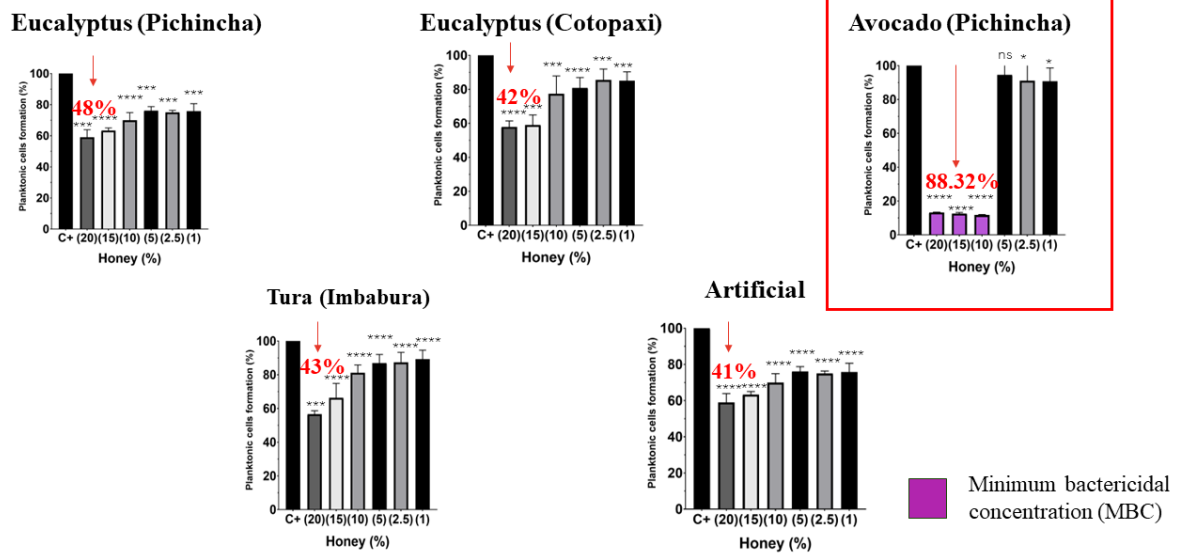 Eucalyptus (Pichincha)
Planktonic cells formation (%)
100
80
60
40
20
0
48%
***
****
****
***
***
***
C+ (20)(15)(10) (5) (2.5) (1)
Honey (%)
Eucalyptus (Cotopaxi)
Planktonic cells formation (%)
100
80
60
40
20
0
42%
****
***
***
****
***
***
C+ (20)(15)(10) (5) (2.5) (1)
Honey (%)
Avocado (Pichincha)
Planktonic cells formation (%)
100
80
60
40
20
0
88.32%
****
****
****
ns
*
*
C+ (20)(15)(10) (5) (2.5) (1)
Honey (%)
Tura (Imbabura)
Planktonic cells formation (%)
100
80
60
40
20
0
43%
***
****
****
****
****
****
C+ (20)(15)(10) (5) (2.5) (1)
Honey (%)
Artificial
Planktonic cells formation (%)
100
80
60
40
20
0
41%
****
****
****
****
****
****
C+ (20)(15)(10) (5) (2.5) (1)
Honey (%)
Minimum bactericidal
concentration (MBC)